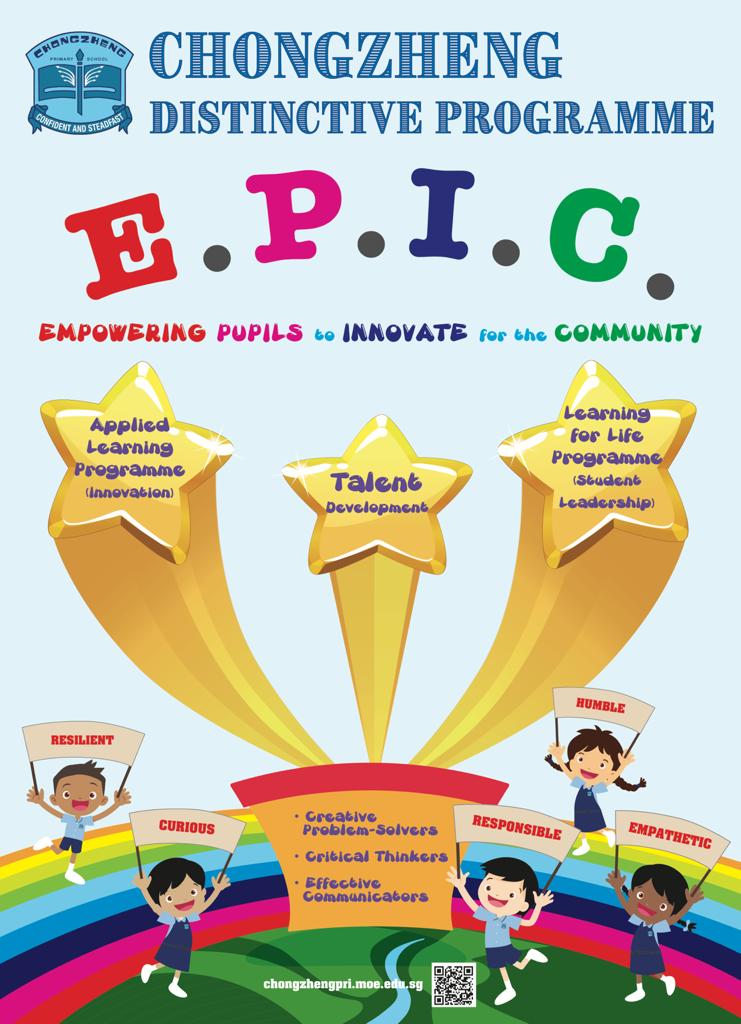 CHONGZHENG
PRIMARY SCHOOL
CONFIDENT AND STEADFAST
CHONGZHENG
DISTINCTIVE PROGRAMME
E.P.I.C.
EMPOWERING PUPILS to INNOVATE for the COMMUNITY
Applied
Learning
Programme
(Innovation)
Talent
Development
Learning
for Life
Programme
(Student
Leadership)
HUMBLE
RESILIENT
CURIOUS
RESPONSIBLE
EMPATHETIC
• Creative
Problem-Solvers
• Critical Thinkers
• Effective
Communicators
chongzhengpri.moe.edu.sg